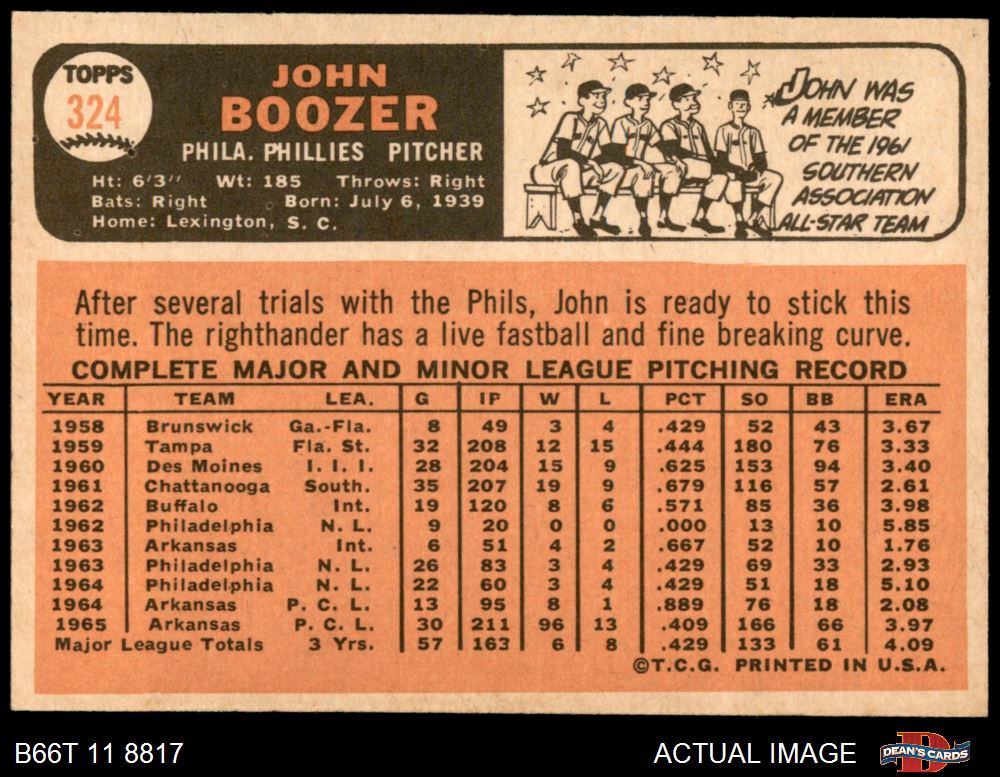 TOPPS
324
JOHN
BOOZER
PHILA. PHILLIES PITCHER
Ht: 6'3" Wt: 185 Throws: Right
Bats: Right Born: July 6, 1939
Home: Lexington, S. C.
JOHN WAS
A MEMBER
OF THE 1961
SOUTHERN
ASSOCIATION
ALL-STAR TEAM
After several trials with the Phils, John is ready to stick this
time. The righthander has a live fastball and fine breaking curve.
COMPLETE MAJOR AND MINOR LEAGUE PITCHING RECORD
YEAR TEAM LEA. G IP W L PCT SO BB ERA
1958 Brunswick Ga.-Fla. 8 49 3 4 .429 52 43 3.67
1959 Tampa Fla. St. 32 208 12 15 .444 180 76 3.33
1960 Des Moines I. I. I. 28 204 15 9 .625 153 94 3.40
1961 Chattanooga South. 35 207 19 9 .679 116 57 2.61
1962 Buffalo Int. 19 120 8 6 .571 85 36 3.98
1962 Philadelphia N. L. 9 20 0 0 .000 13 10 5.85
1963 Arkansas Int. 6 51 4 2 .667 52 10 1.76
1963 Philadelphia N. L. 26 83 3 4 .429 69 33 2.93
1964 Philadelphia N. L. 22 60 3 4 .429 51 18 5.10
1964 Arkansas P. C. L. 13 95 8 1 .889 76 18 2.08
1965 Arkansas P. C. L. 30 211 96 13 .409 166 66 3.97
Major League Totals 3 Yrs. 57 163 6 8 .429 133 61 4.09
©T.C.G. PRINTED IN U.S.A.
B66T 11 8817 ACTUAL IMAGE
D
DEAN'S CARDS